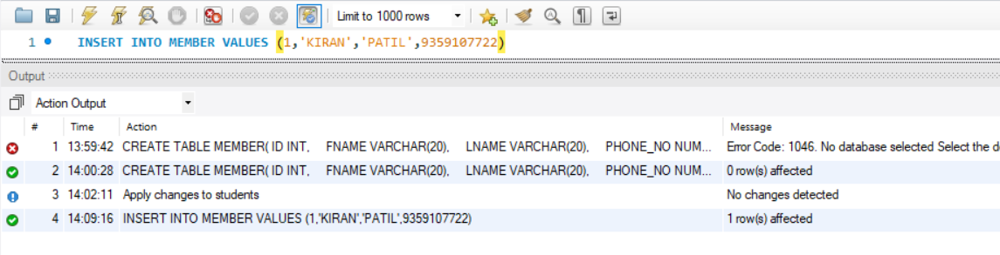 Limit to 1000 rows
1 INSERT INTO MEMBER VALUES (1,'KIRAN','PATIL',9359107722)
Output
Action Output
# Time Action Message
1 13:59:42 CREATE TABLE MEMBER( ID INT, FNAME VARCHAR(20), LNAME VARCHAR(20), PHONE_NO NUM... Error Code: 1046. No database selected Select the d
2 14:00:28 CREATE TABLE MEMBER( ID INT, FNAME VARCHAR(20), LNAME VARCHAR(20), PHONE_NO NUM... 0 row(s) affected
3 14:02:11 Apply changes to students No changes detected
4 14:09:16 INSERT INTO MEMBER VALUES (1,'KIRAN','PATIL',9359107722) 1 row(s) affected